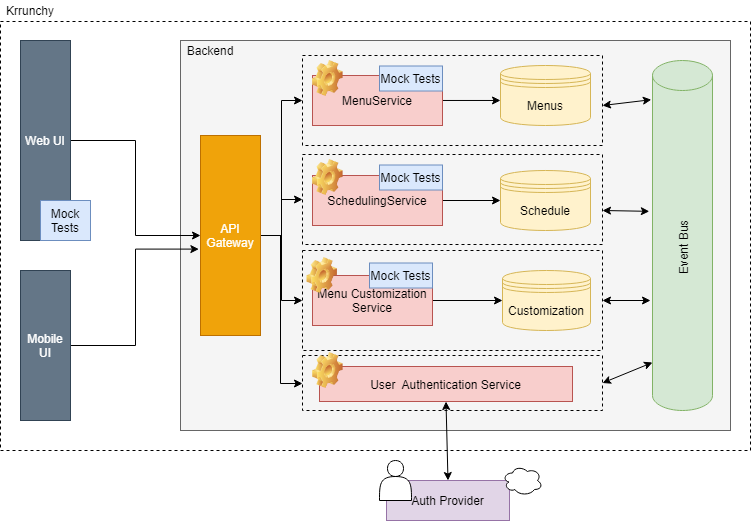 Krrunchy
Backend
Web UI
Mock
Tests
Mobile
UI
API
Gateway
Mock Tests
MenuService
Menus
Mock Tests
SchedulingService
Schedule
Mock Tests
Menu Customization
Service
Customization
User  Authentication Service
Event Bus
Auth Provider